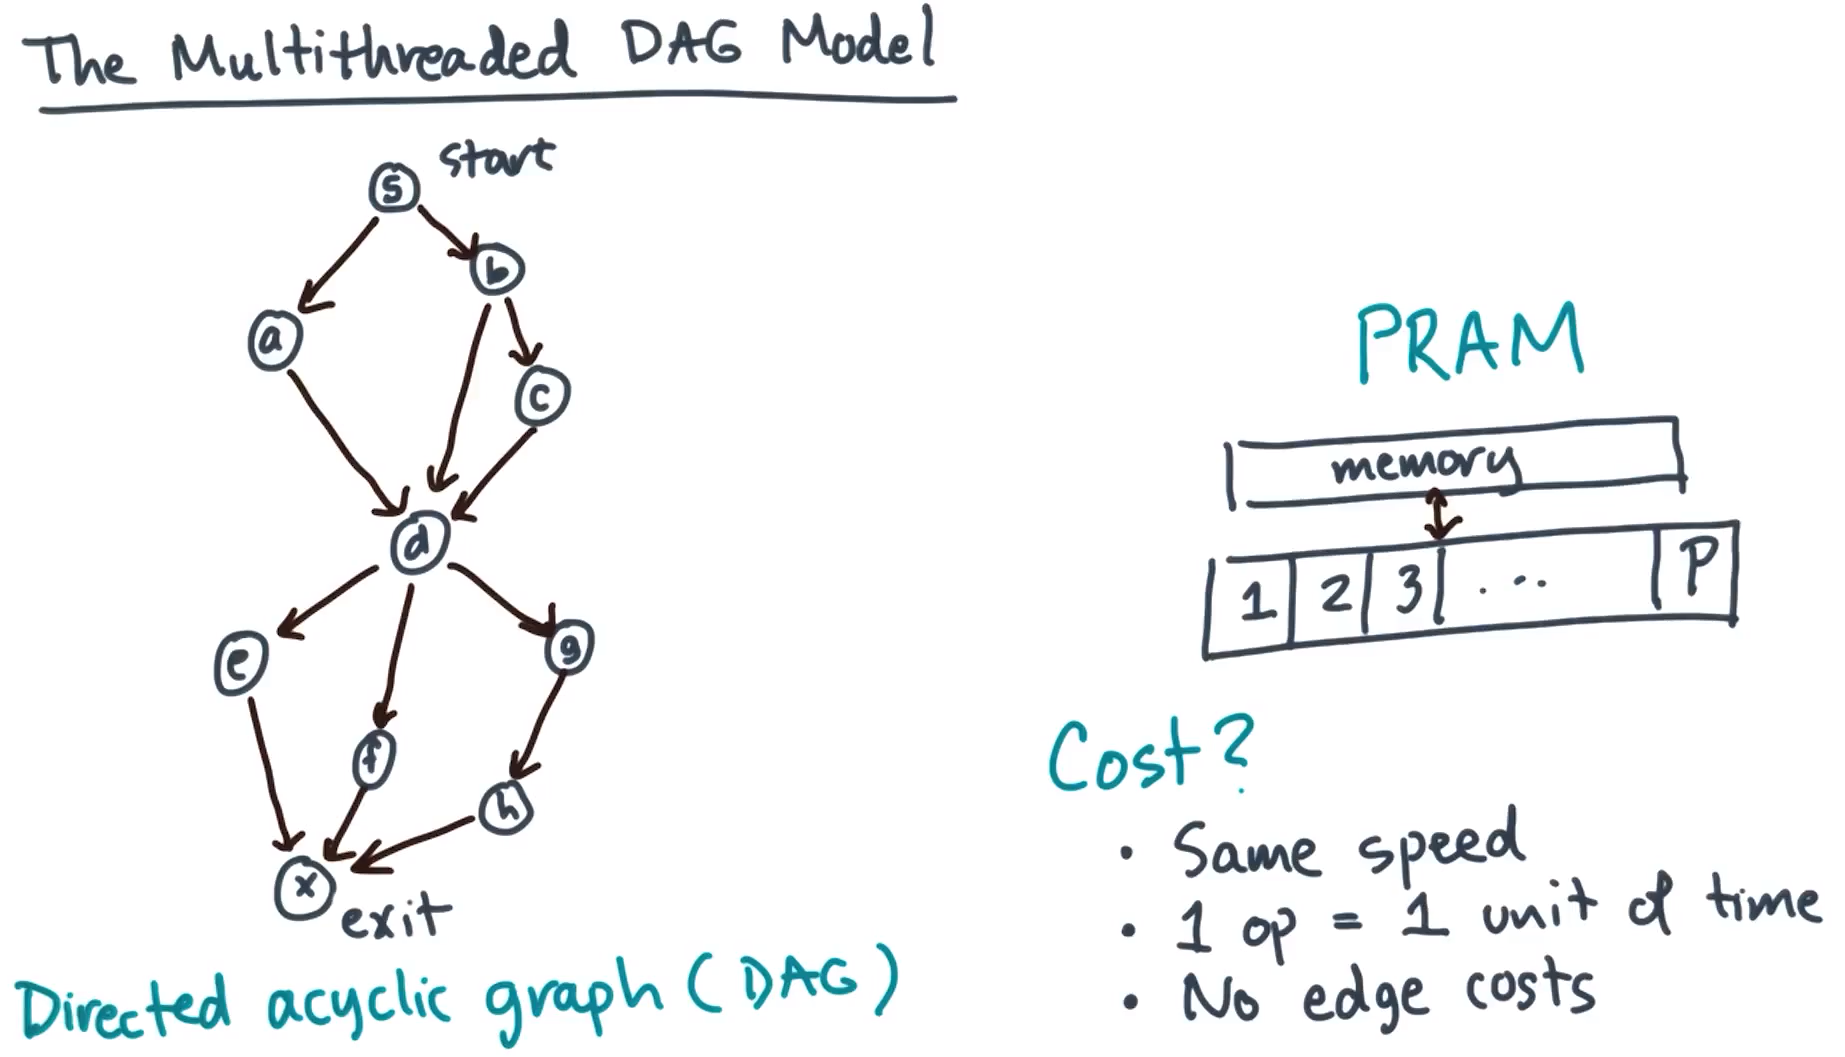 The Multithreaded DAG Model
start
s
b
a
c
d
e
g
f
h
x
exit
Directed acyclic graph (DAG)
PRAM
memory
1 2 3 ... P
Cost?
• Same speed
• 1 op = 1 unit of time
• No edge costs